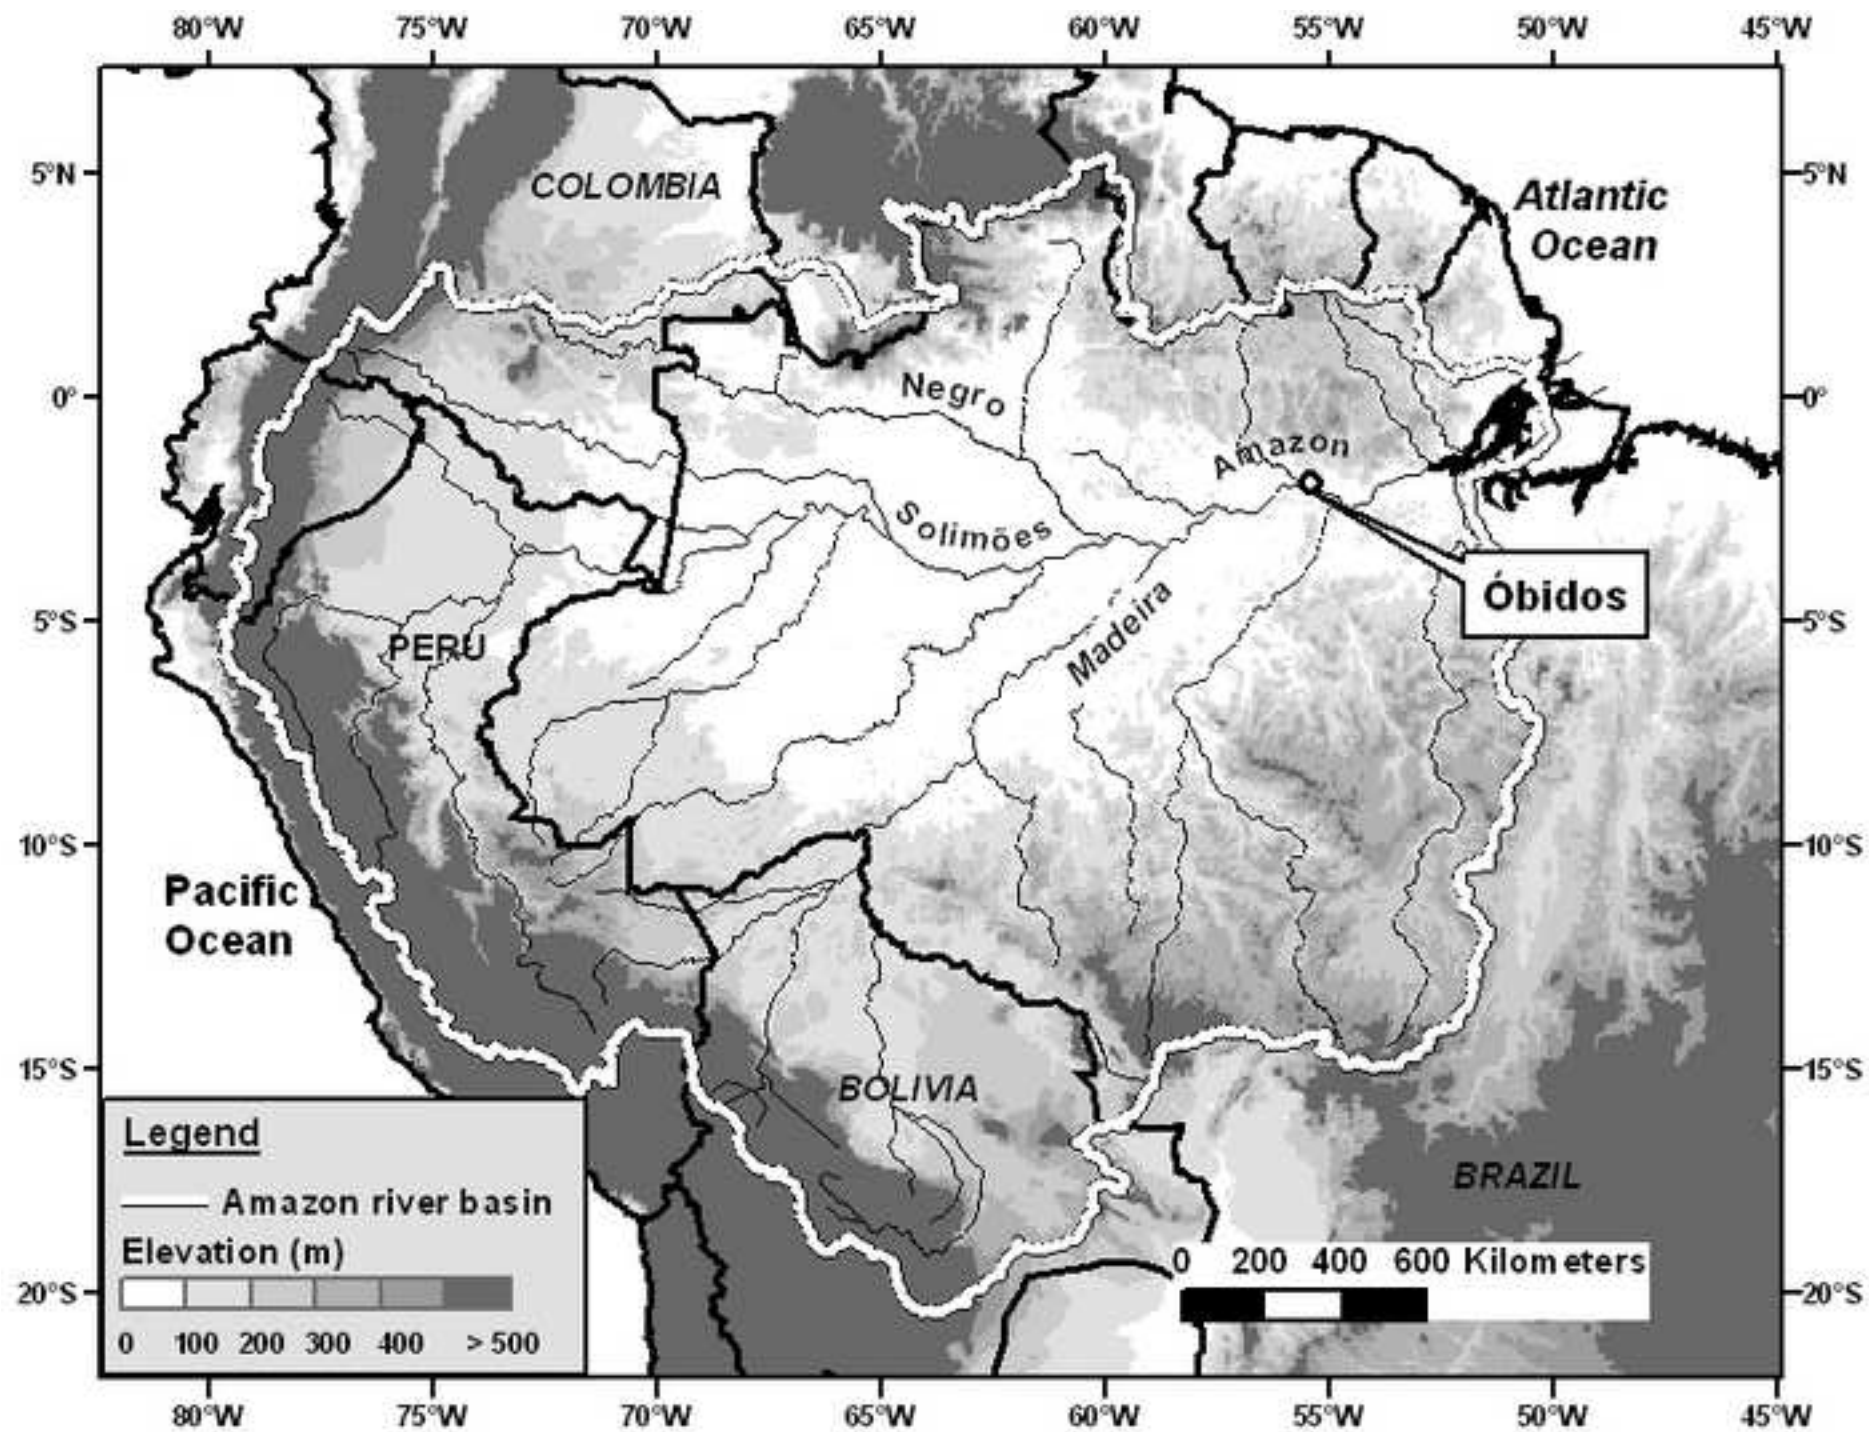 80°W 75°W 70°W 65°W 60°W 55°W 50°W 45°W
5°N
COLOMBIA
Atlantic
Ocean
5°N
0°
Negro
Amazon
0°
Solimões
Óbidos
5°S
PERU
Madeira
5°S
10°S
Pacific
Ocean
10°S
15°S
BOLIVIA
15°S
Legend
Amazon river basin
Elevation (m)
0 100 200 300 400 > 500
BRAZIL
0 200 400 600 Kilometers
20°S
20°S
80°W 75°W 70°W 65°W 60°W 55°W 50°W 45°W